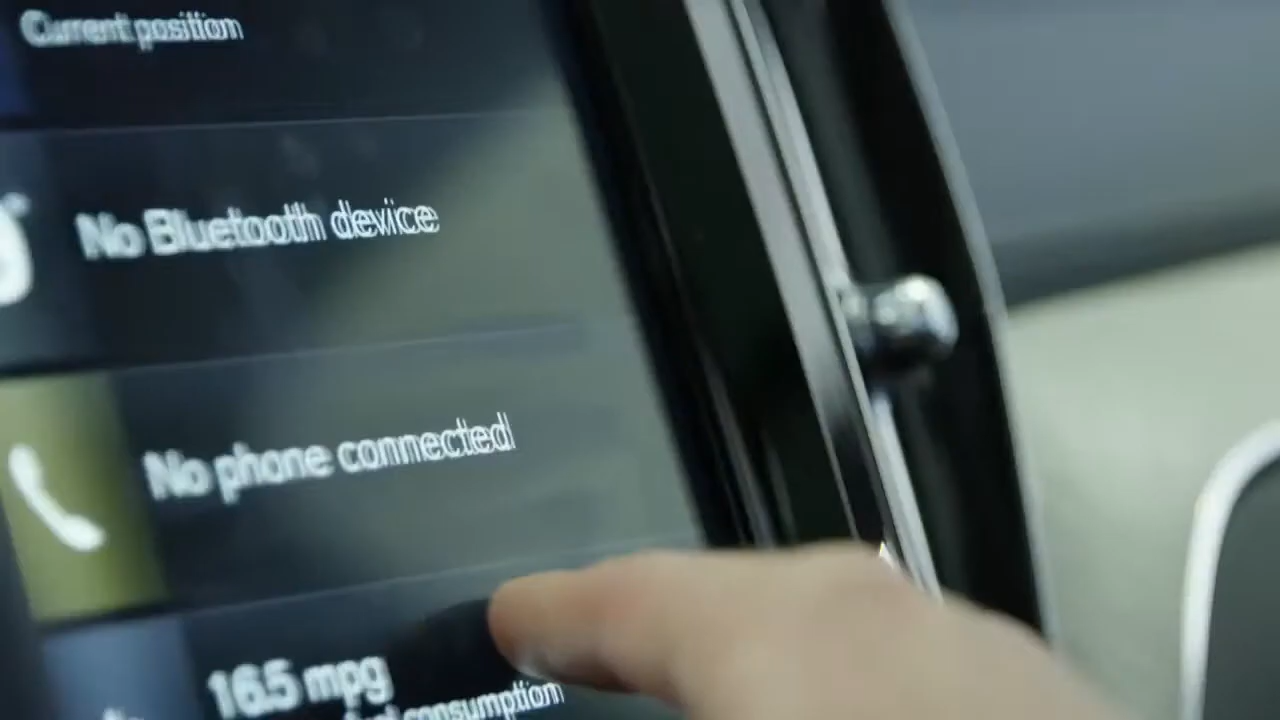 Current position
No Bluetooth device
No phone connected
16.5 mpg
consumption